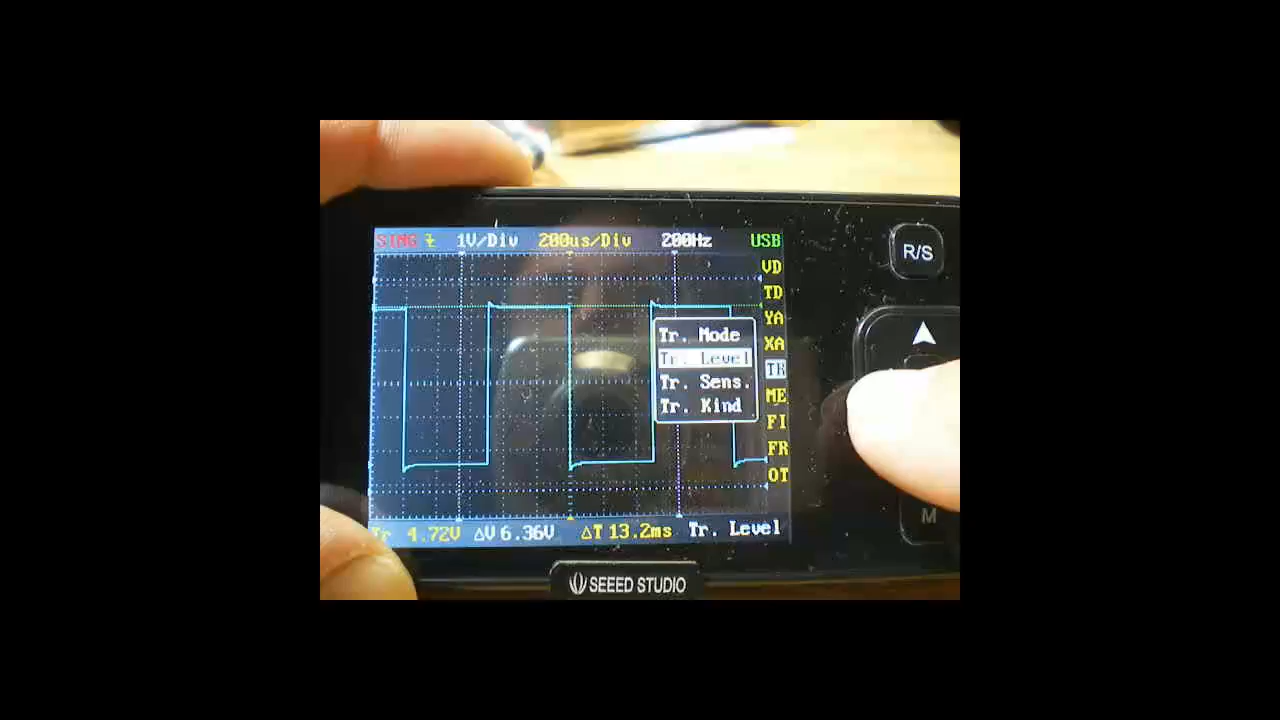 SING 1V/Div 200us/Div 200Hz USB
VD
TD
YA
XA
TR
ME
FI
FR
OT
Tr. Mode
Tr. Level
Tr. Sens.
Tr. Kind
Tr 4.72V ΔV 6.36V ΔT 13.2ms Tr. Level
R/S
M
SEEED STUDIO